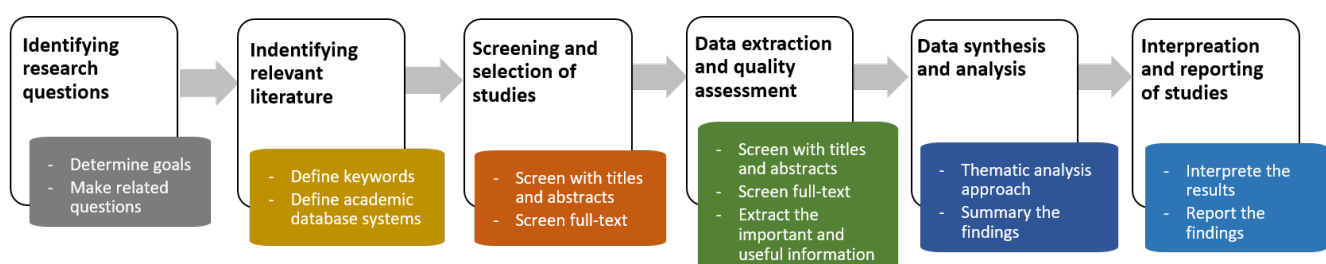 Identifying
research
questions
- Determine goals
- Make related
questions
Indentifying
relevant
literature
- Define keywords
- Define academic
database systems
Screening and
selection of
studies
- Screen with titles
and abstracts
- Screen full-text
Data extraction
and quality
assessment
- Screen with titles
and abstracts
- Screen full-text
- Extract the
important and
useful information
Data synthesis
and analysis
- Thematic analysis
approach
- Summary the
findings
Interpreation
and reporting
of studies
- Interprete the
results
- Report the
findings